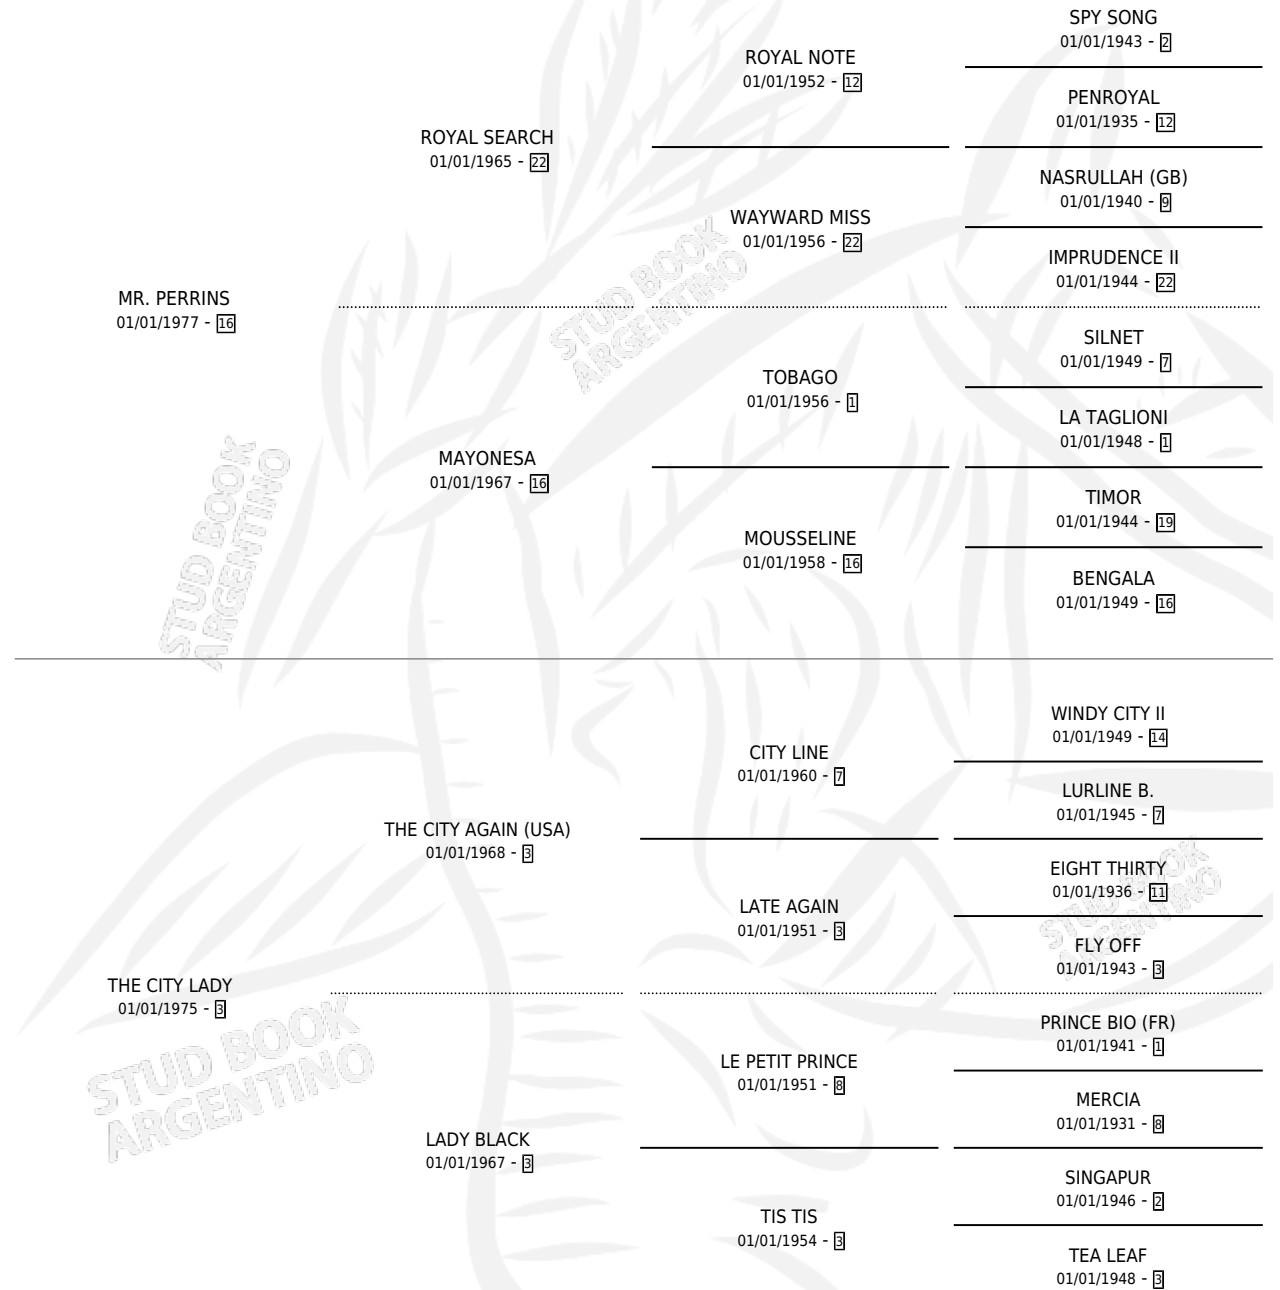 SPY SONG
01/01/1943 - 2
ROYAL NOTE
01/01/1952 - 12
PENROYAL
01/01/1935 - 12
ROYAL SEARCH
01/01/1965 - 22
NASRULLAH (GB)
01/01/1940 - 9
WAYWARD MISS
01/01/1956 - 22
IMPRUDENCE II
01/01/1944 - 22
MR. PERRINS
01/01/1977 - 16
SILNET
01/01/1949 - 7
TOBAGO
01/01/1956 - 1
LA TAGLIONI
01/01/1948 - 1
MAYONESA
01/01/1967 - 16
TIMOR
01/01/1944 - 19
MOUSSELINE
01/01/1958 - 16
BENGALA
01/01/1949 - 16
STUD BOOK
ARGENTINO
STUD BOOK
ARGENTINO
WINDY CITY II
01/01/1949 - 14
CITY LINE
01/01/1960 - 7
LURLINE B.
01/01/1945 - 7
THE CITY AGAIN (USA)
01/01/1968 - 3
EIGHT THIRTY
01/01/1936 - 11
LATE AGAIN
01/01/1951 - 3
FLY OFF
01/01/1943 - 3
THE CITY LADY
01/01/1975 - 3
PRINCE BIO (FR)
01/01/1941 - 1
LE PETIT PRINCE
01/01/1951 - 8
MERCIA
01/01/1931 - 8
LADY BLACK
01/01/1967 - 3
SINGAPUR
01/01/1946 - 2
TIS TIS
01/01/1954 - 3
TEA LEAF
01/01/1948 - 3
STUD BOOK
ARGENTINO
STUD BOOK
ARGENTINO